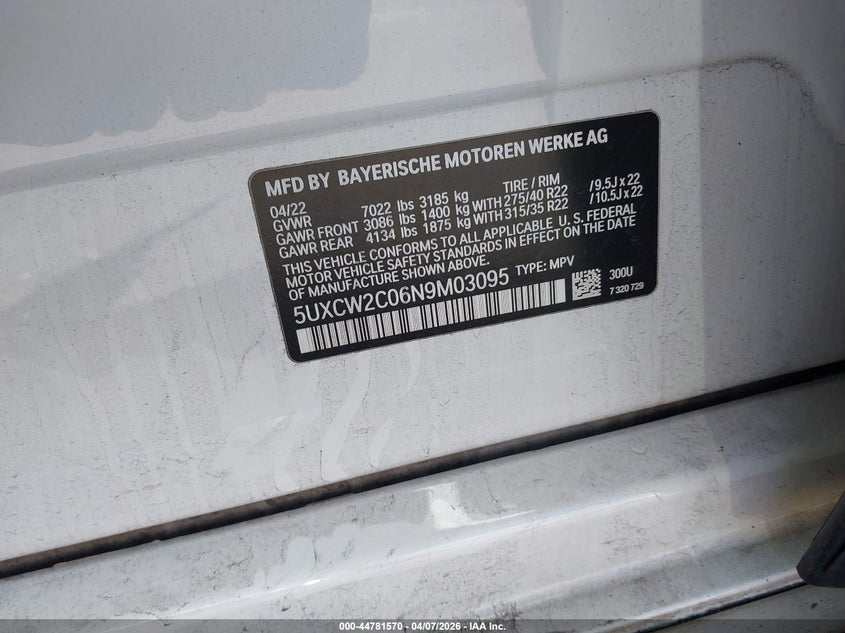 MFD BY BAYERISCHE MOTOREN WERKE AG
04/22 TIRE / RIM
GVWR 7022 lbs 3185 kg
GAWR FRONT 3086 lbs 1400 kg WITH 275/40 R22 /9.5J x 22
GAWR REAR 4134 lbs 1875 kg WITH 315/35 R22 /10.5J x 22
THIS VEHICLE CONFORMS TO ALL APPLICABLE U.S. FEDERAL
MOTOR VEHICLE SAFETY STANDARDS IN EFFECT ON THE DATE
OF MANUFACTURE SHOWN ABOVE.
5UXCW2C06N9M03095 TYPE: MPV 300U
7 320 729
000-44781570 04/07/2026 - IAA Inc.